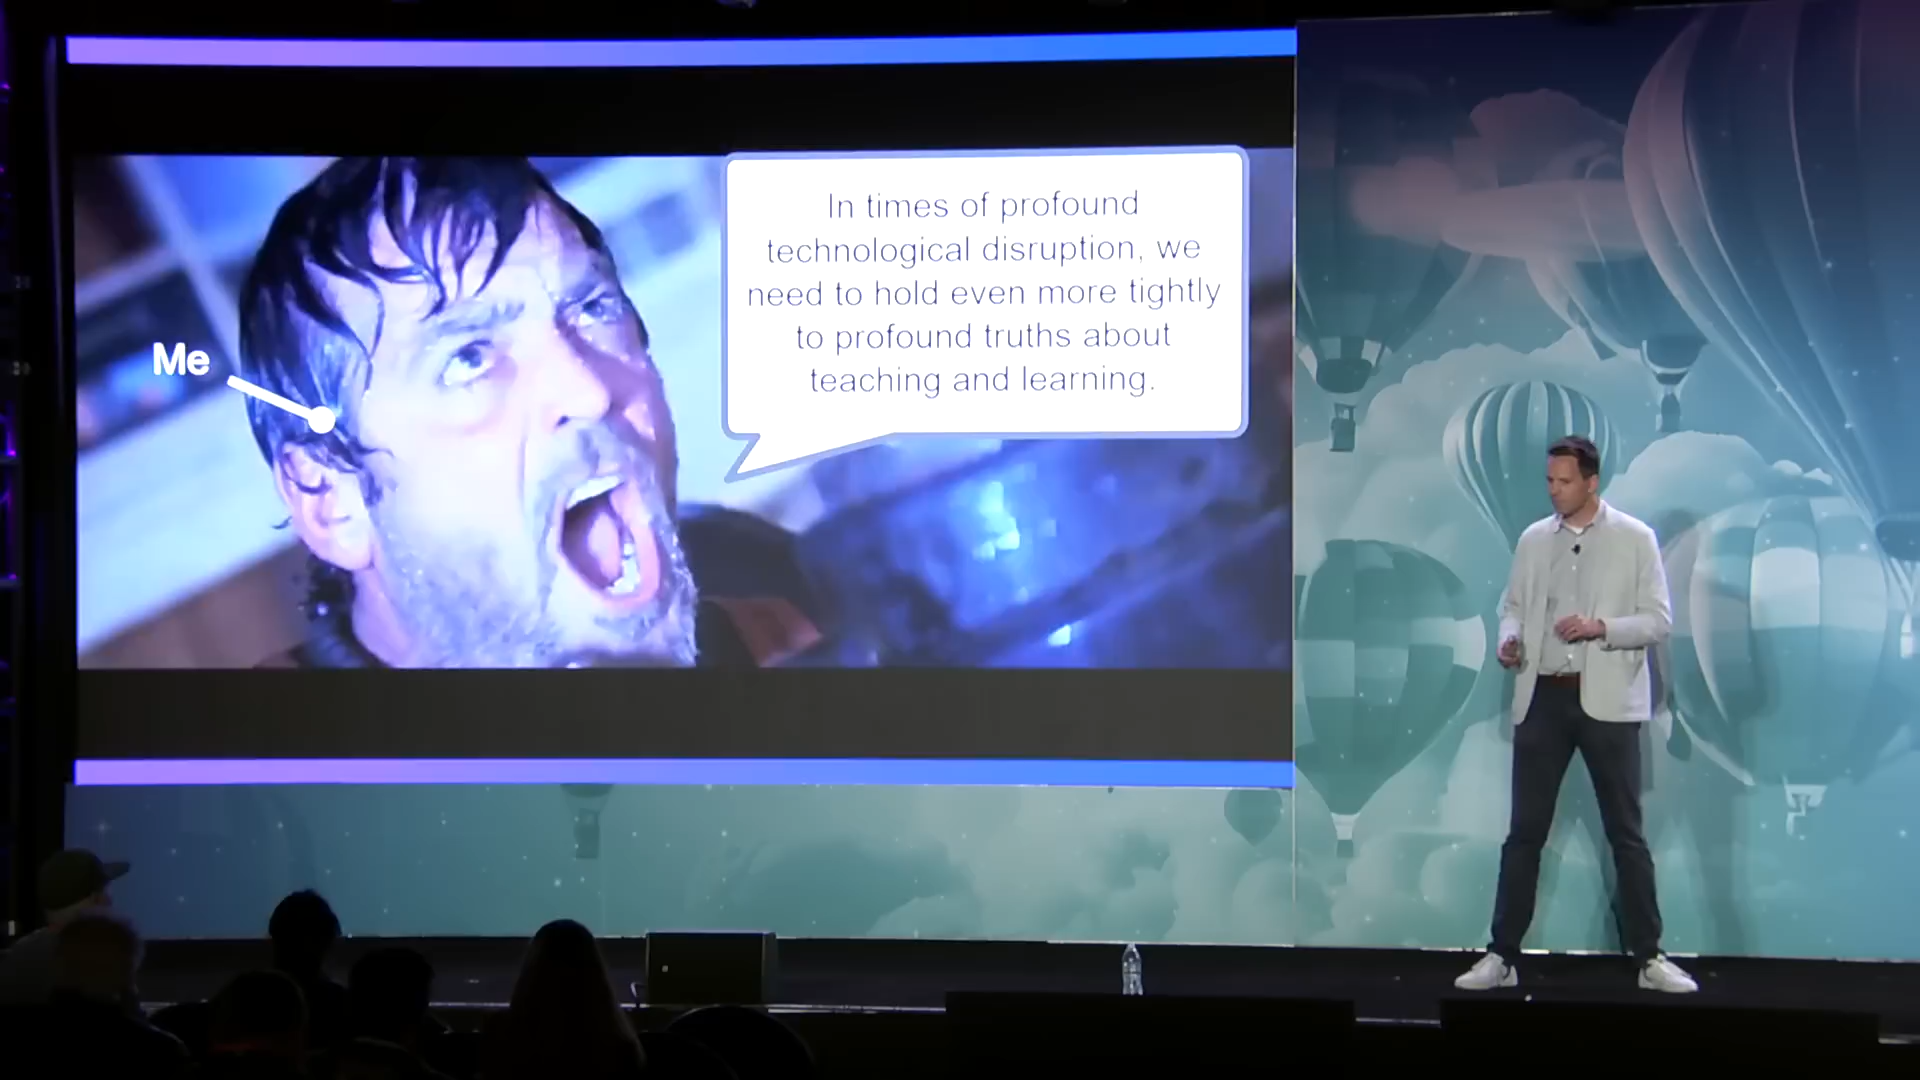 Me
In times of profound
technological disruption, we
need to hold even more tightly
to profound truths about
teaching and learning.